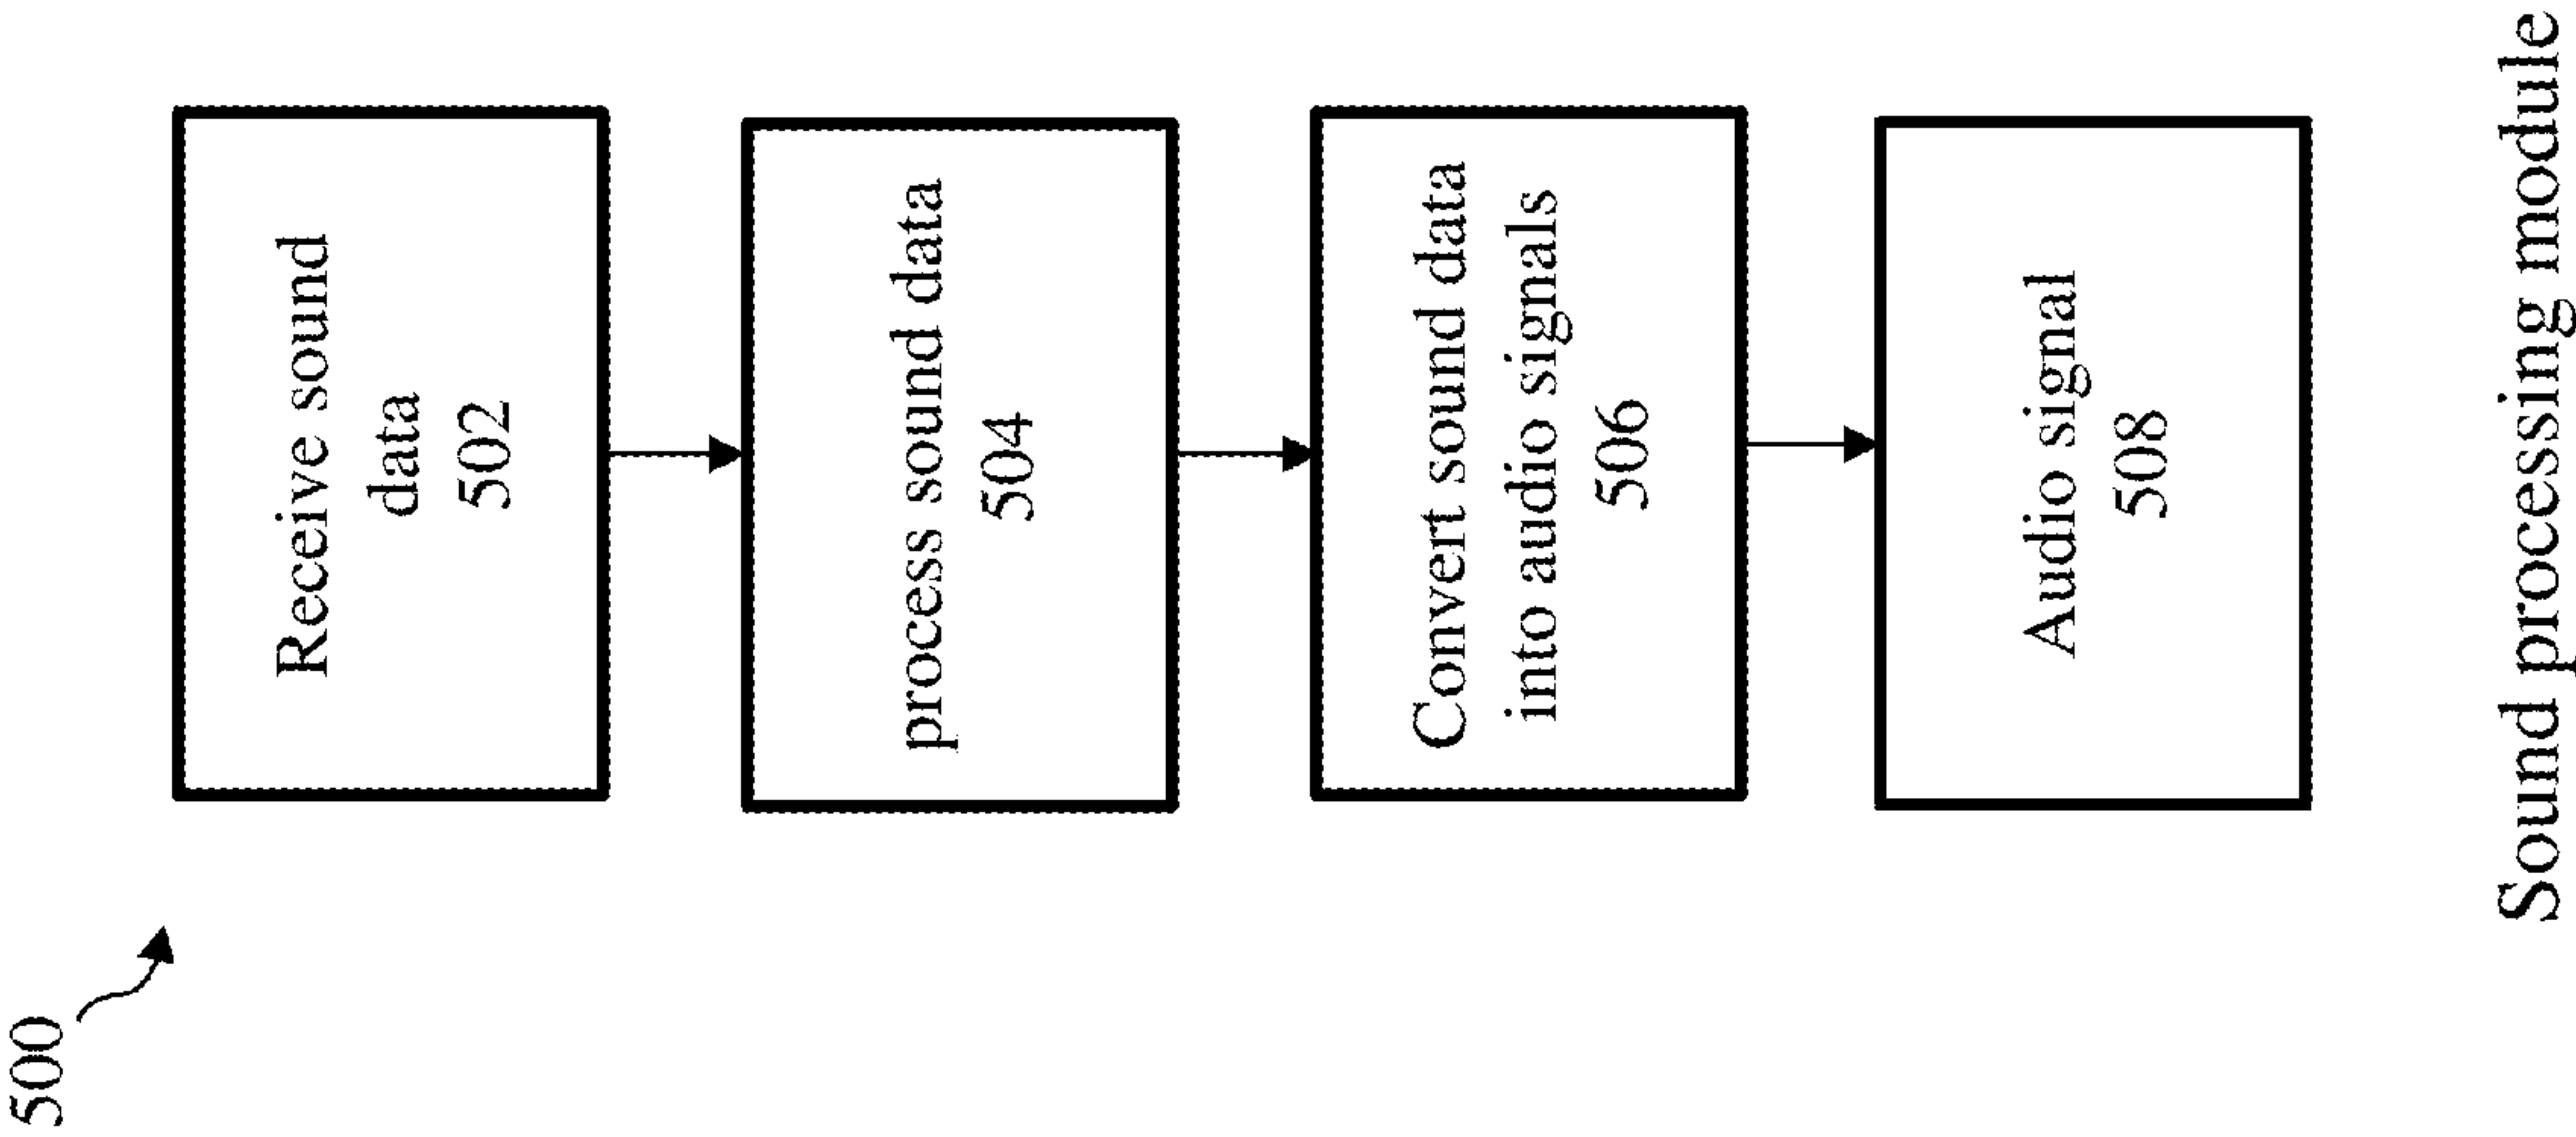 500
Receive sound
data
502
process sound data
504
Convert sound data
into audio signals
506
Audio signal
508
Sound processing module